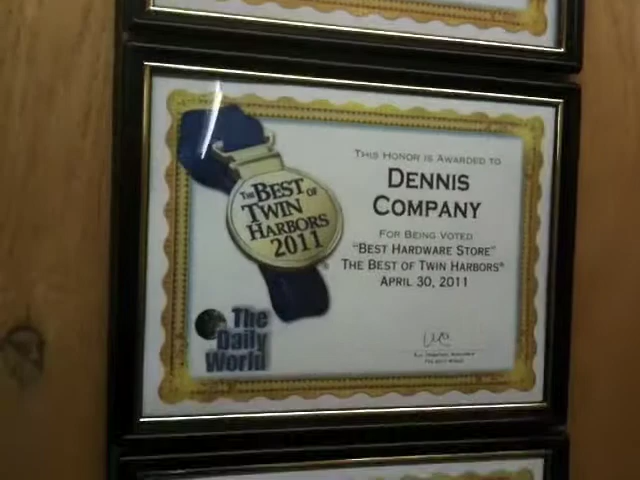 THIS HONOR IS AWARDED TO
DENNIS
COMPANY
FOR BEING VOTED
"BEST HARDWARE STORE"
THE BEST OF TWIN HARBORS®
APRIL 30, 2011
THE BEST OF
TWIN
HARBORS
2011
The
Daily
World